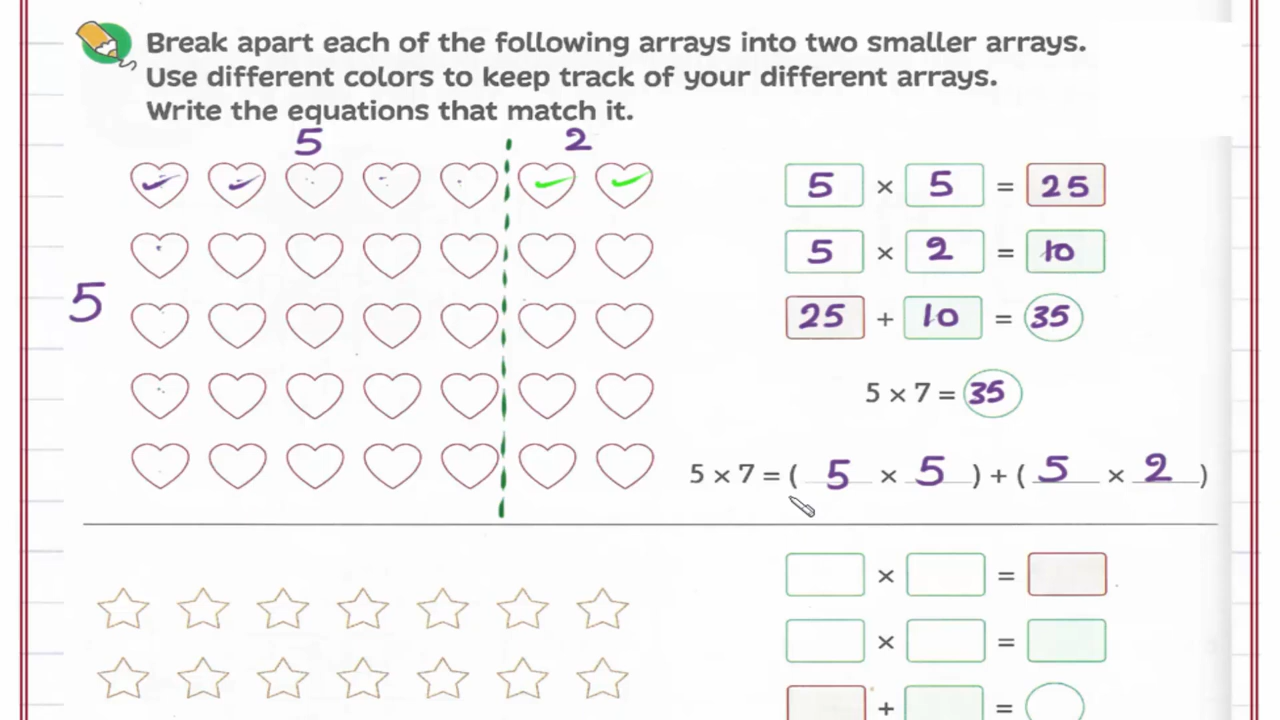 Break apart each of the following arrays into two smaller arrays.
Use different colors to keep track of your different arrays.
Write the equations that match it.
5 2
5
5 × 5 = 25
5 × 2 = 10
25 + 10 = 35
5 × 7 = 35
5 × 7 = ( 5 × 5 ) + ( 5 × 2 )
× =
× =
+ =